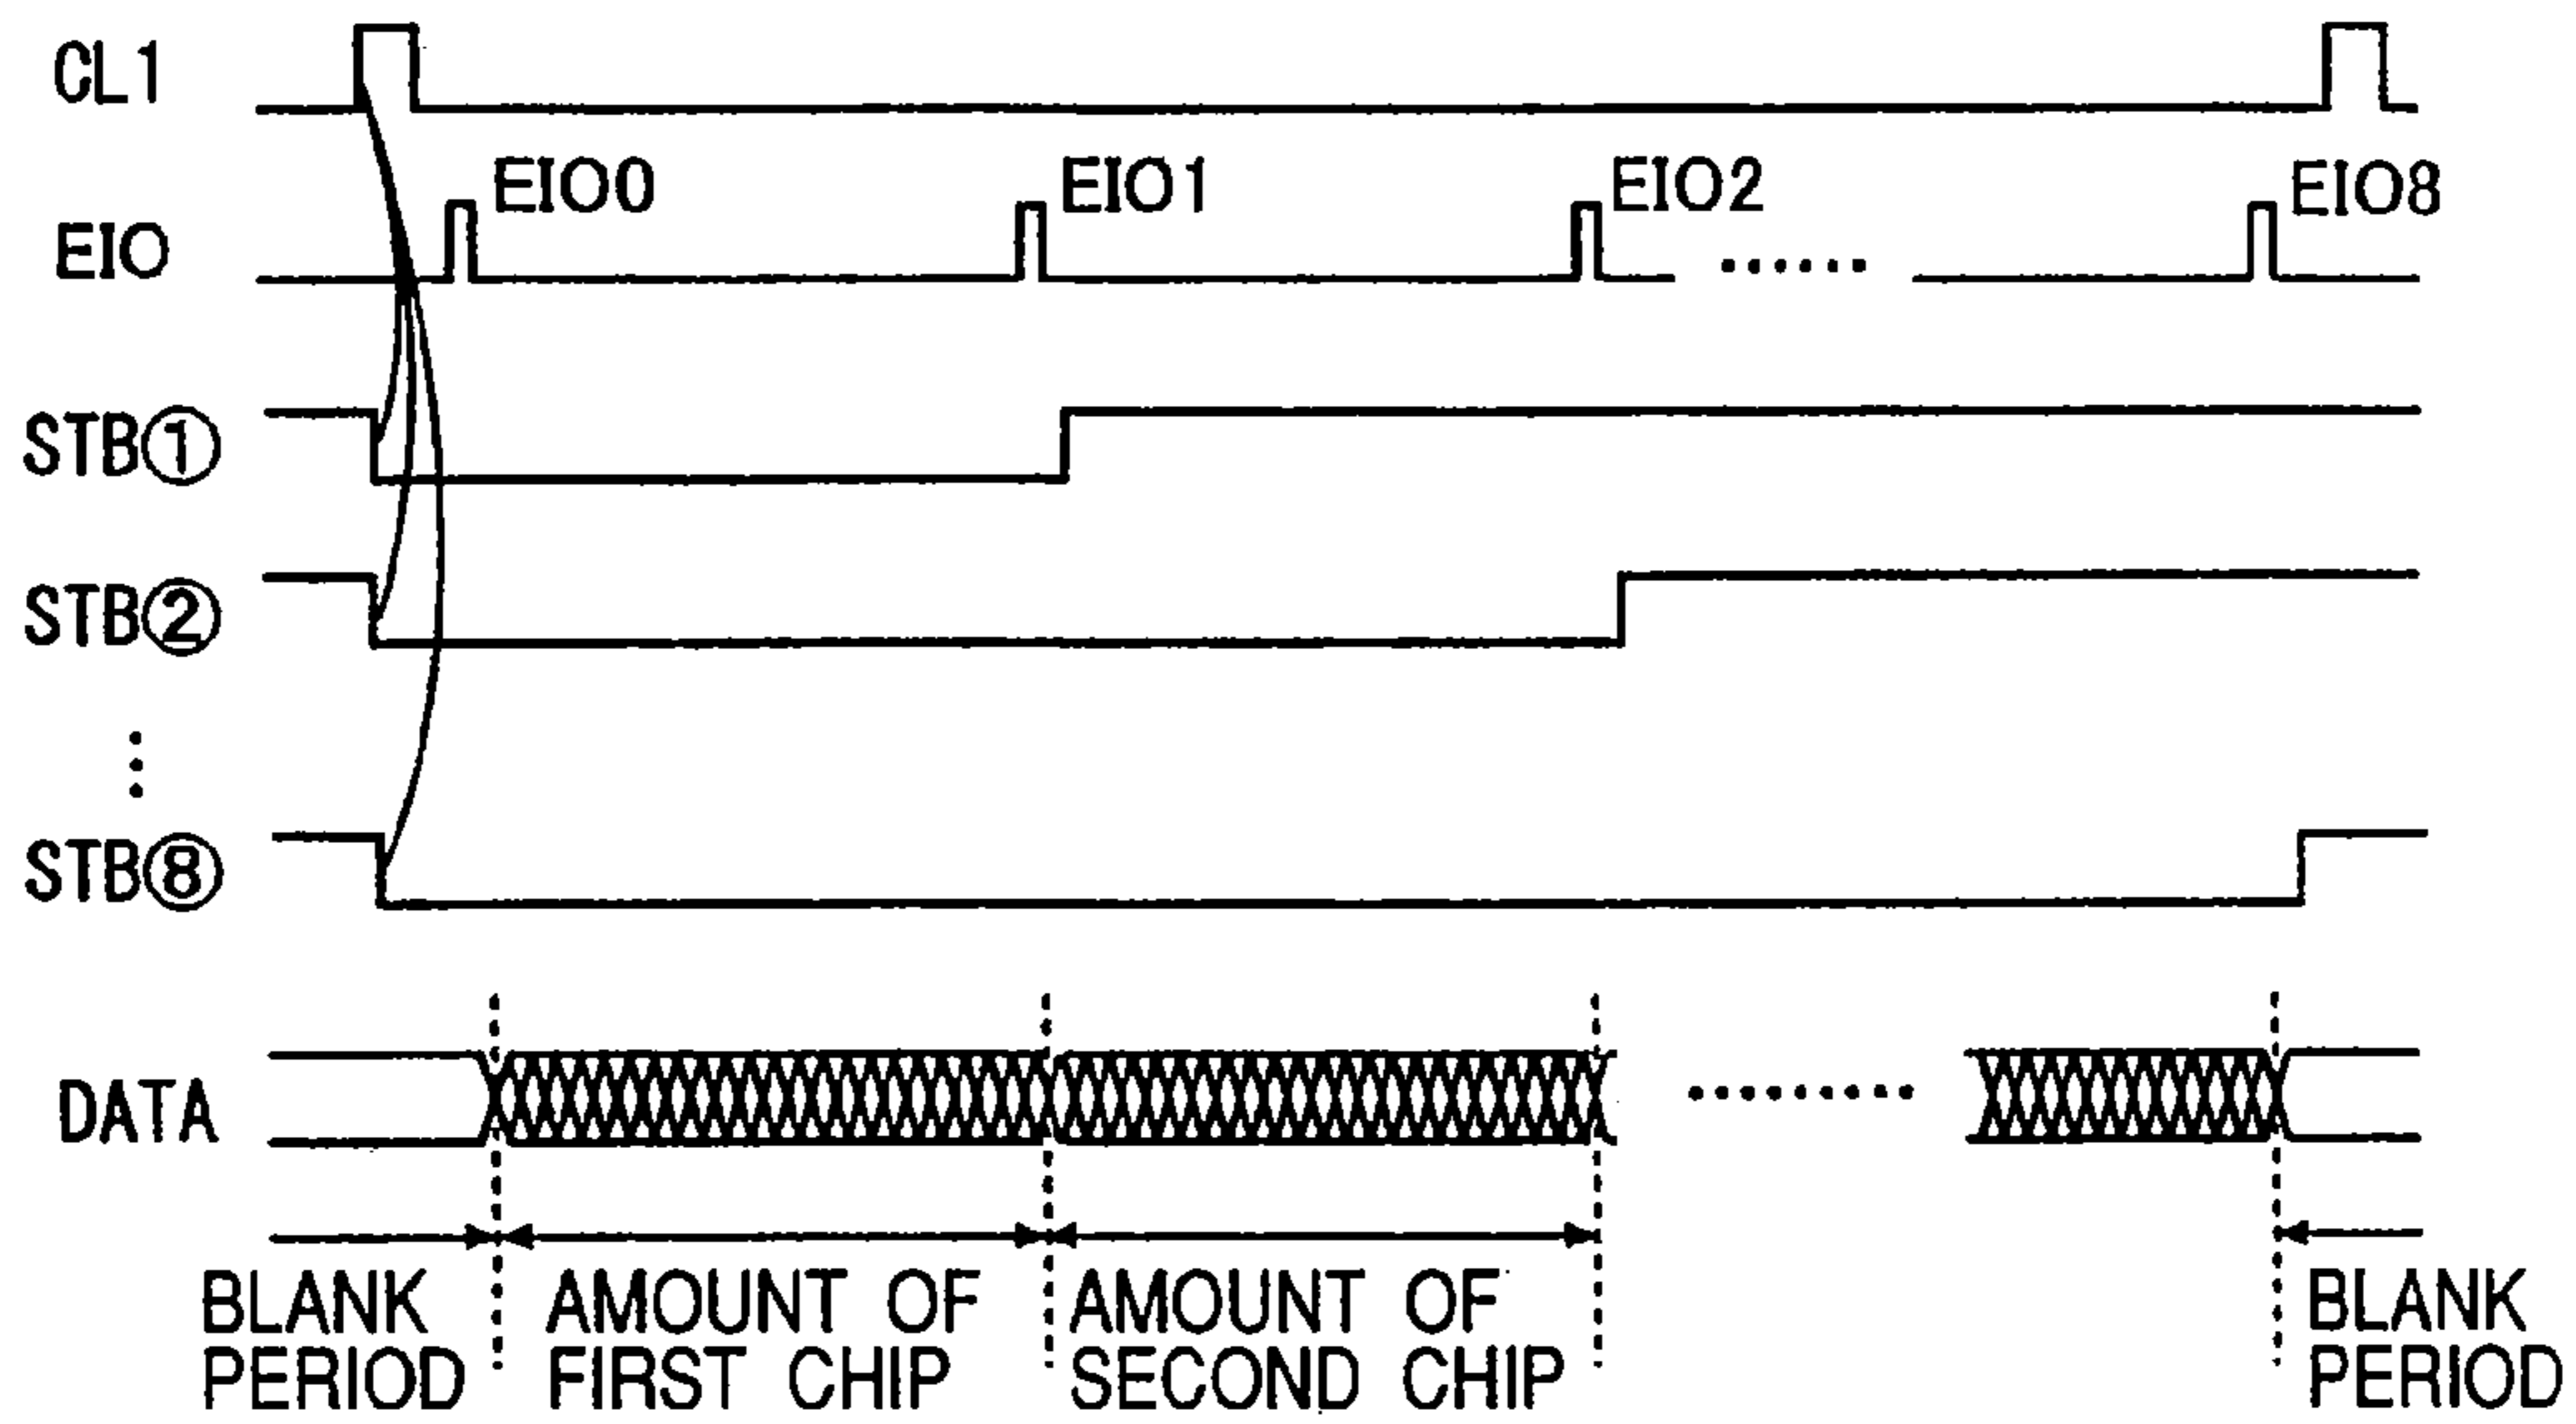 CL1
EIO0 EIO1 EIO2 EIO8
EIO
STB①
STB②
STB⑧
DATA
BLANK PERIOD
AMOUNT OF FIRST CHIP
AMOUNT OF SECOND CHIP
BLANK PERIOD